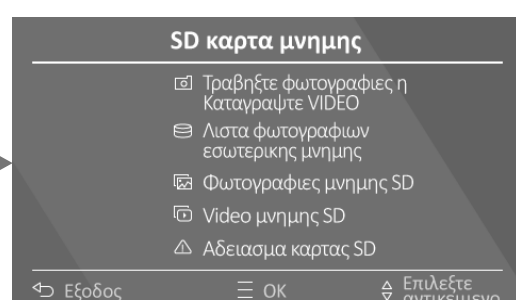 SD καρτα μνημης
Τραβηξτε φωτογραφιες η
Καταγραψτε VIDEO
Λιστα φωτογραφιων
εσωτερικης μνημης
Φωτογραφιες μνημης SD
Video μνημης SD
Αδειασμα καρτας SD
Εξοδος
OK
Επιλεξτε
αντικειμενο